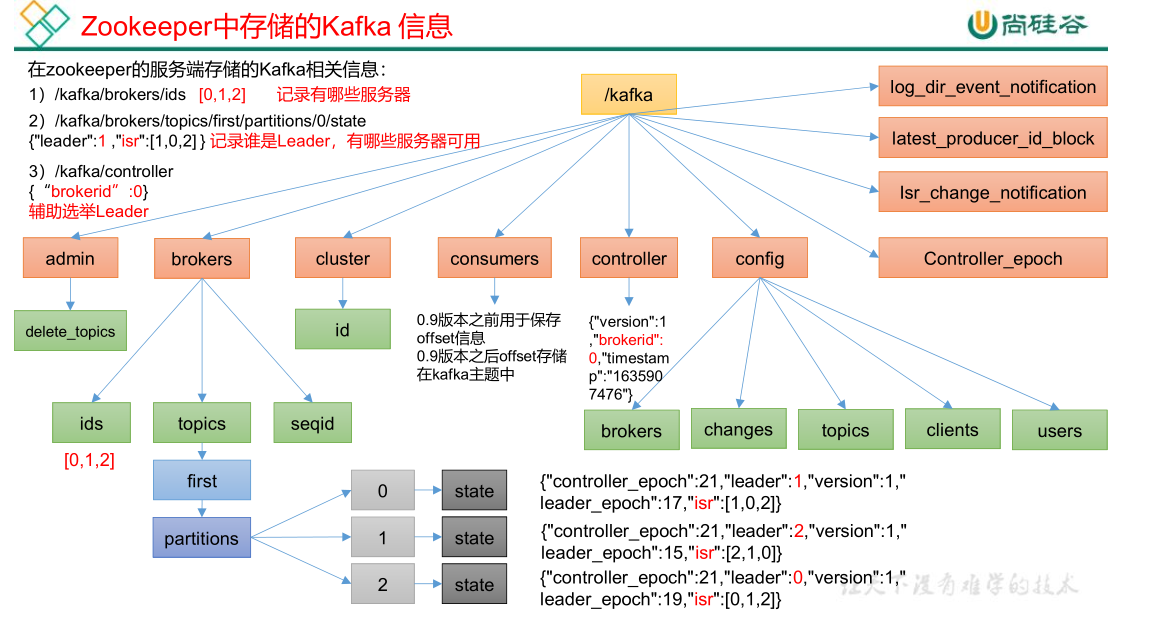 Zookeeper中存储的Kafka 信息
尚硅谷
在zookeeper的服务端存储的Kafka相关信息：
1）/kafka/brokers/ids [0,1,2] 记录有哪些服务器
2）/kafka/brokers/topics/first/partitions/0/state
{"leader":1 ,"isr":[1,0,2] } 记录谁是Leader，有哪些服务器可用
3）/kafka/controller
{“brokerid”:0}
辅助选举Leader
/kafka
log_dir_event_notification
latest_producer_id_block
Isr_change_notification
Controller_epoch
admin
brokers
cluster
consumers
controller
config
delete_topics
id
0.9版本之前用于保存
offset信息
0.9版本之后offset存储
在kafka主题中
{"version":1
,"brokerid":
0,"timestam
p":"163590
7476"}
ids
topics
seqid
brokers
changes
topics
clients
users
[0,1,2]
first
partitions
0
state
{"controller_epoch":21,"leader":1,"version":1,"
leader_epoch":17,"isr":[1,0,2]}
1
state
{"controller_epoch":21,"leader":2,"version":1,"
leader_epoch":15,"isr":[2,1,0]}
2
state
{"controller_epoch":21,"leader":0,"version":1,"
leader_epoch":19,"isr":[0,1,2]}
让天下没有难学的技术